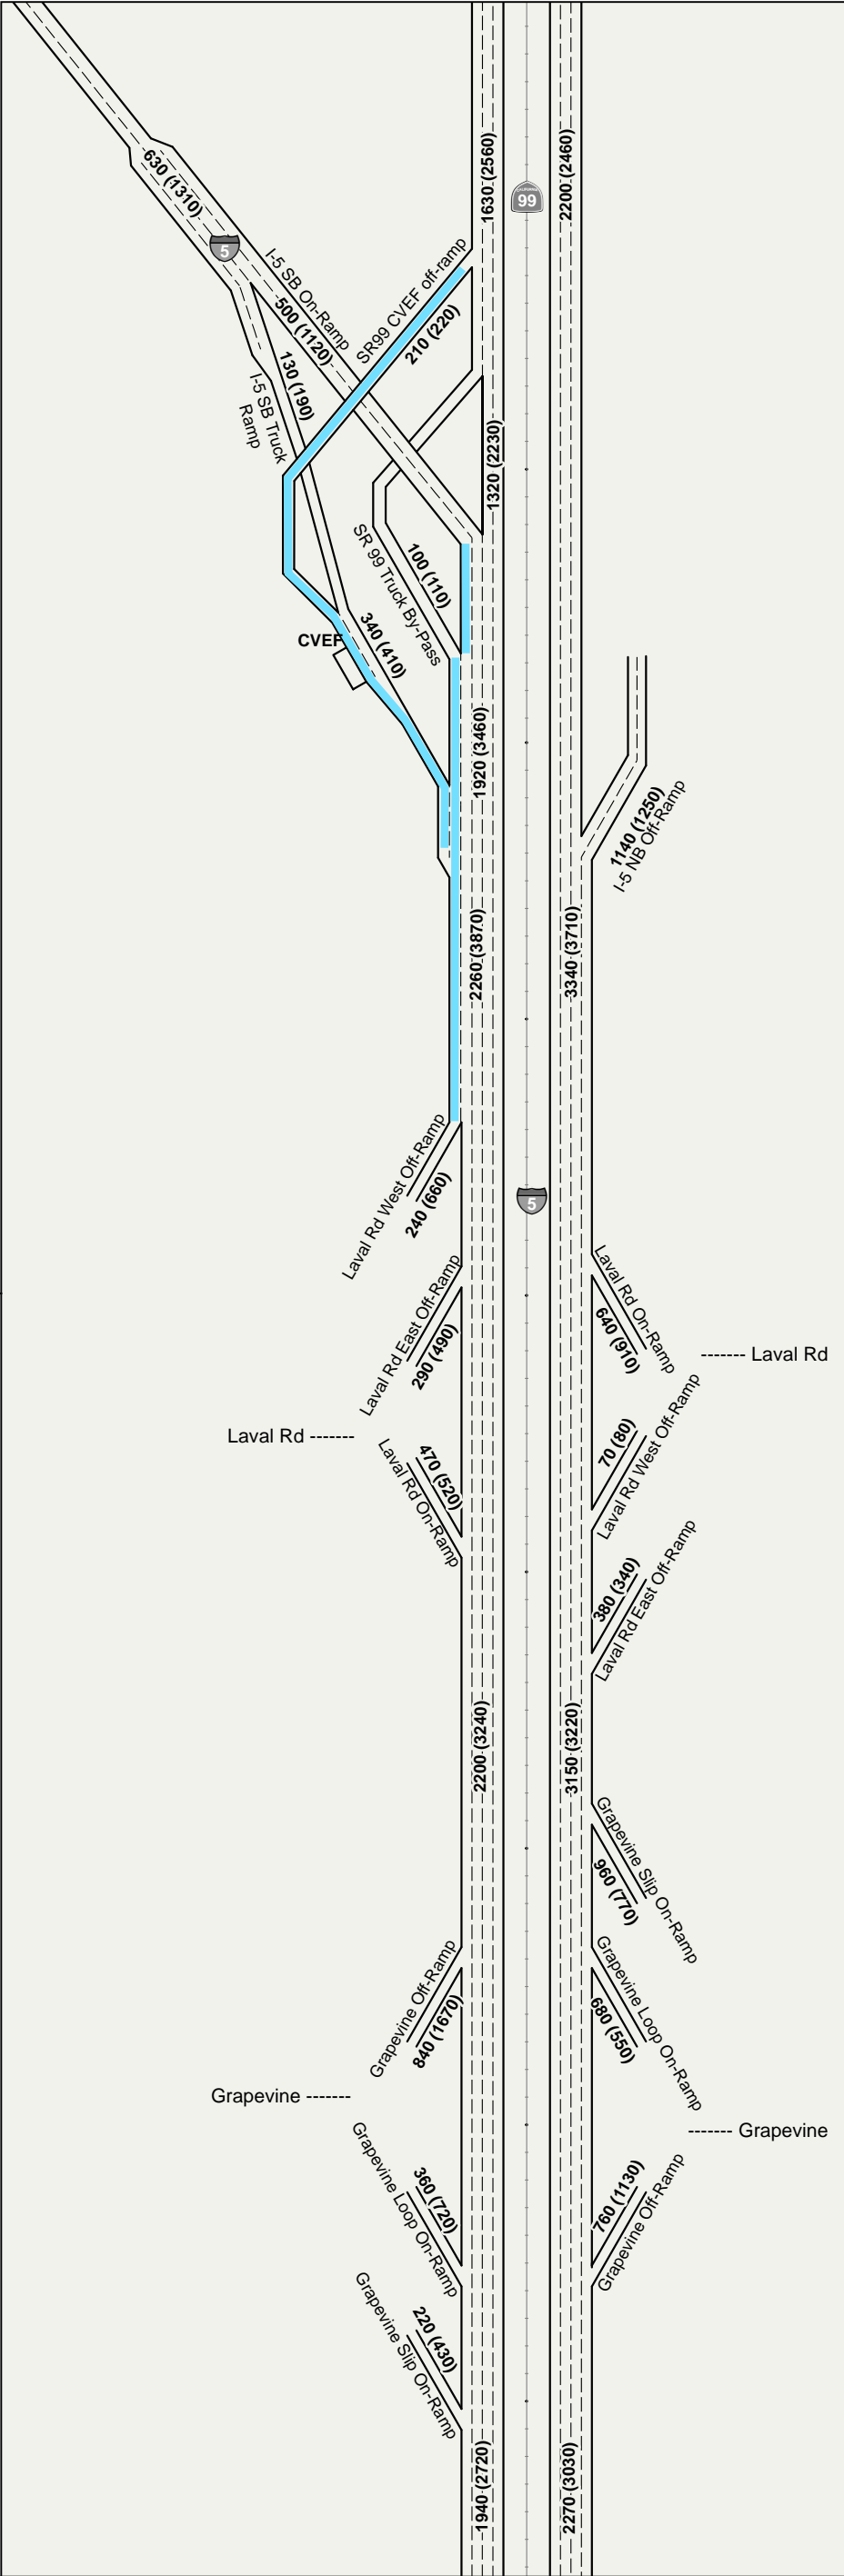 1630 (2560)
2200 (2460)
CALIFORNIA
99
630 (1310)
5
I-5 SB On-Ramp
500 (1120)
SR99 CVEF off-ramp
210 (220)
130 (190)
I-5 SB Truck
Ramp
1320 (2230)
SR 99 Truck By-Pass
100 (110)
CVEF
340 (410)
1920 (3460)
1140 (1250)
I-5 NB Off-Ramp
2260 (3870)
3340 (3710)
Laval Rd West Off-Ramp
240 (660)
5
Laval Rd East Off-Ramp
290 (490)
Laval Rd On-Ramp
640 (910)
------- Laval Rd
Laval Rd -------
470 (520)
Laval Rd On-Ramp
70 (80)
Laval Rd West Off-Ramp
380 (340)
Laval Rd East Off-Ramp
2200 (3240)
3150 (3220)
Grapevine Slip On-Ramp
960 (770)
Grapevine Off-Ramp
840 (1670)
Grapevine Loop On-Ramp
680 (550)
Grapevine -------
------- Grapevine
360 (720)
Grapevine Loop On-Ramp
760 (1130)
Grapevine Off-Ramp
220 (430)
Grapevine Slip On-Ramp
1940 (2720)
2270 (3030)